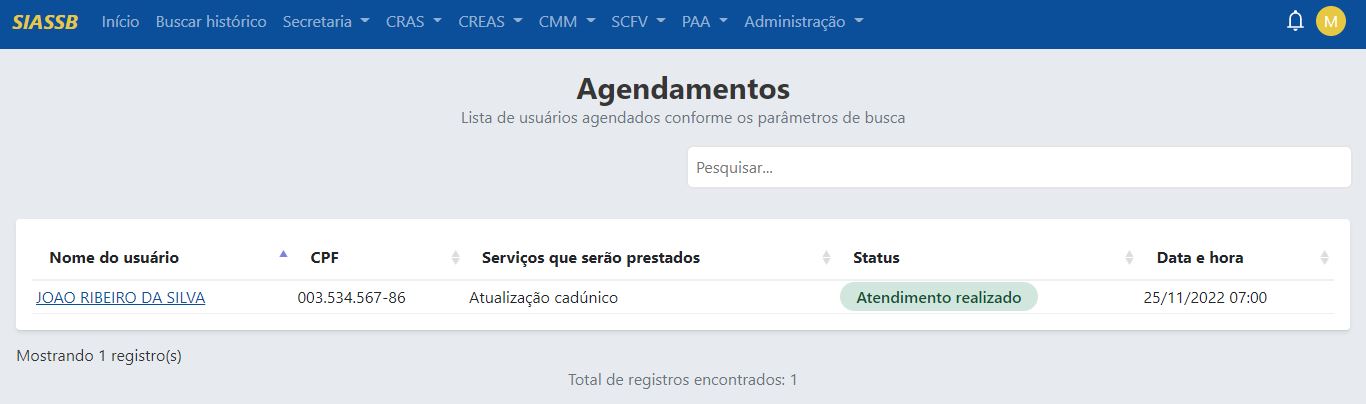 SIASSB Início Buscar histórico Secretaria CRAS CREAS CMM SCFV PAA Administração M
Agendamentos
Lista de usuários agendados conforme os parâmetros de busca
Pesquisar...
Nome do usuário CPF Serviços que serão prestados Status Data e hora
JOAO RIBEIRO DA SILVA 003.534.567-86 Atualização cadúnico Atendimento realizado 25/11/2022 07:00
Mostrando 1 registro(s)
Total de registros encontrados: 1